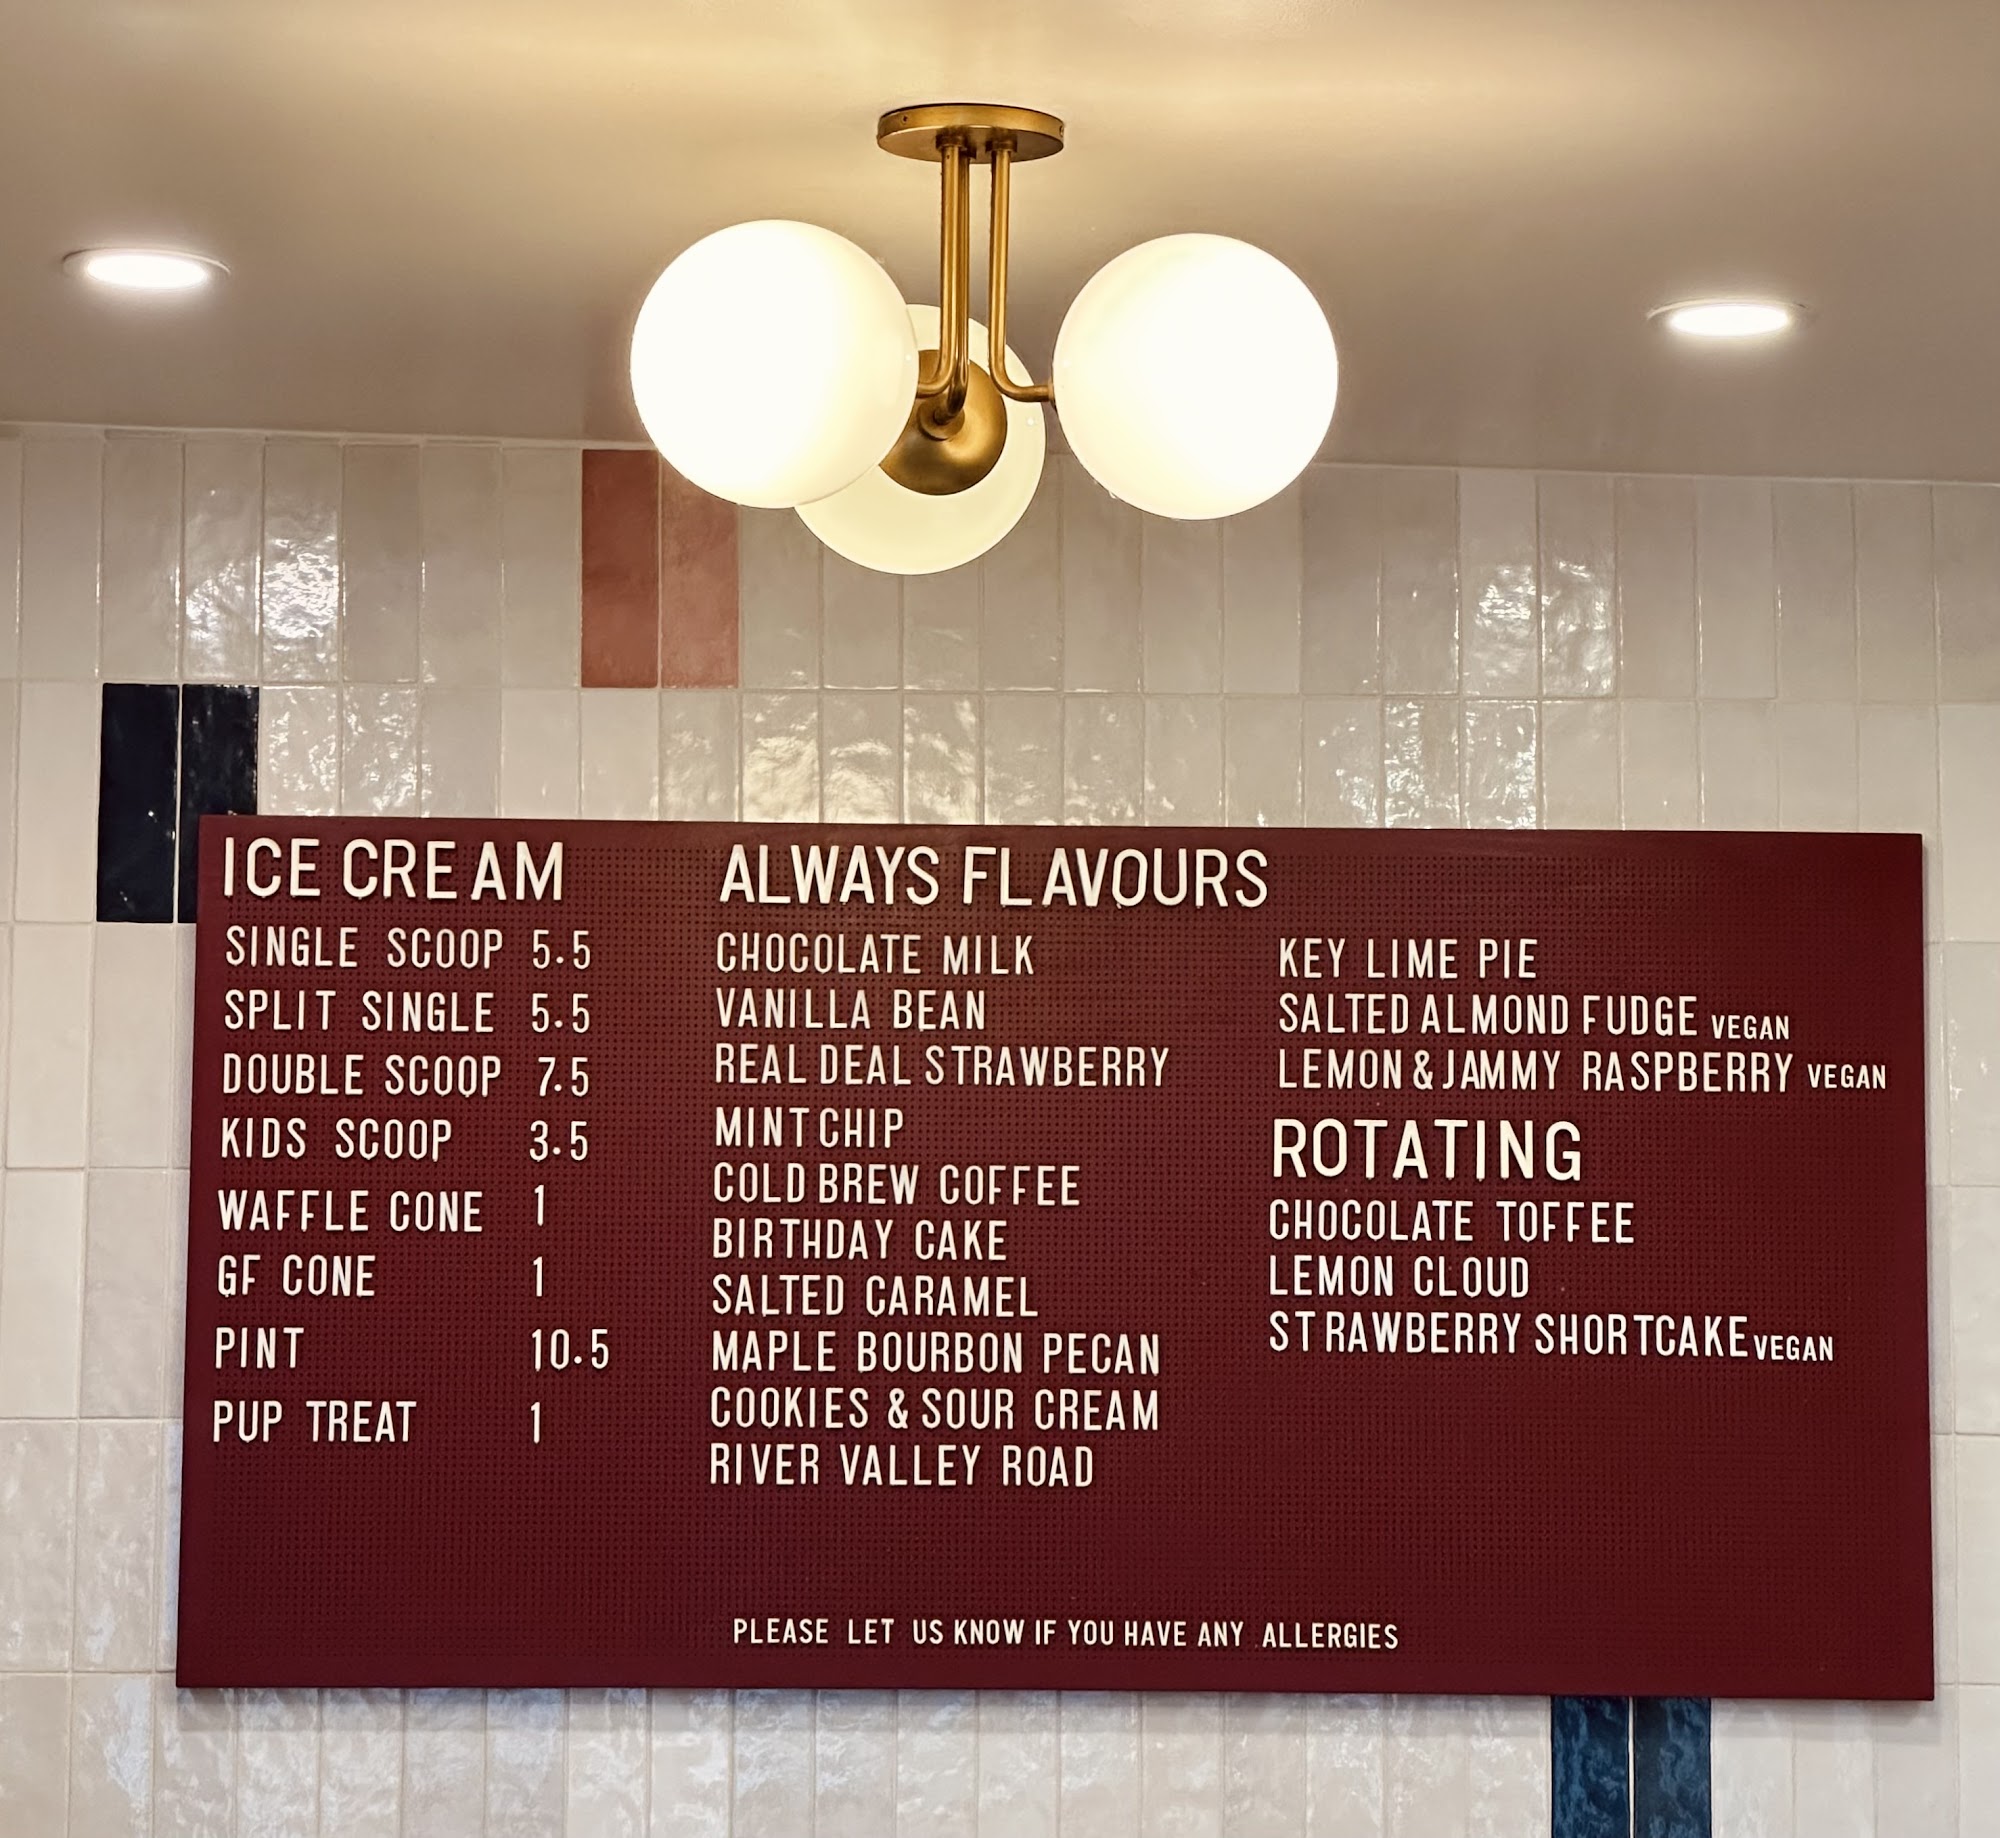 ICE CREAM
SINGLE SCOOP 5.5
SPLIT SINGLE 5.5
DOUBLE SCOOP 7.5
KIDS SCOOP 3.5
WAFFLE CONE 1
GF CONE 1
PINT 10.5
PUP TREAT 1
ALWAYS FLAVOURS
CHOCOLATE MILK
VANILLA BEAN
REAL DEAL STRAWBERRY
MINT CHIP
COLD BREW COFFEE
BIRTHDAY CAKE
SALTED CARAMEL
MAPLE BOURBON PECAN
COOKIES & SOUR CREAM
RIVER VALLEY ROAD
KEY LIME PIE
SALTED ALMOND FUDGE VEGAN
LEMON & JAMMY RASPBERRY VEGAN
ROTATING
CHOCOLATE TOFFEE
LEMON CLOUD
STRAWBERRY SHORTCAKE VEGAN
PLEASE LET US KNOW IF YOU HAVE ANY ALLERGIES